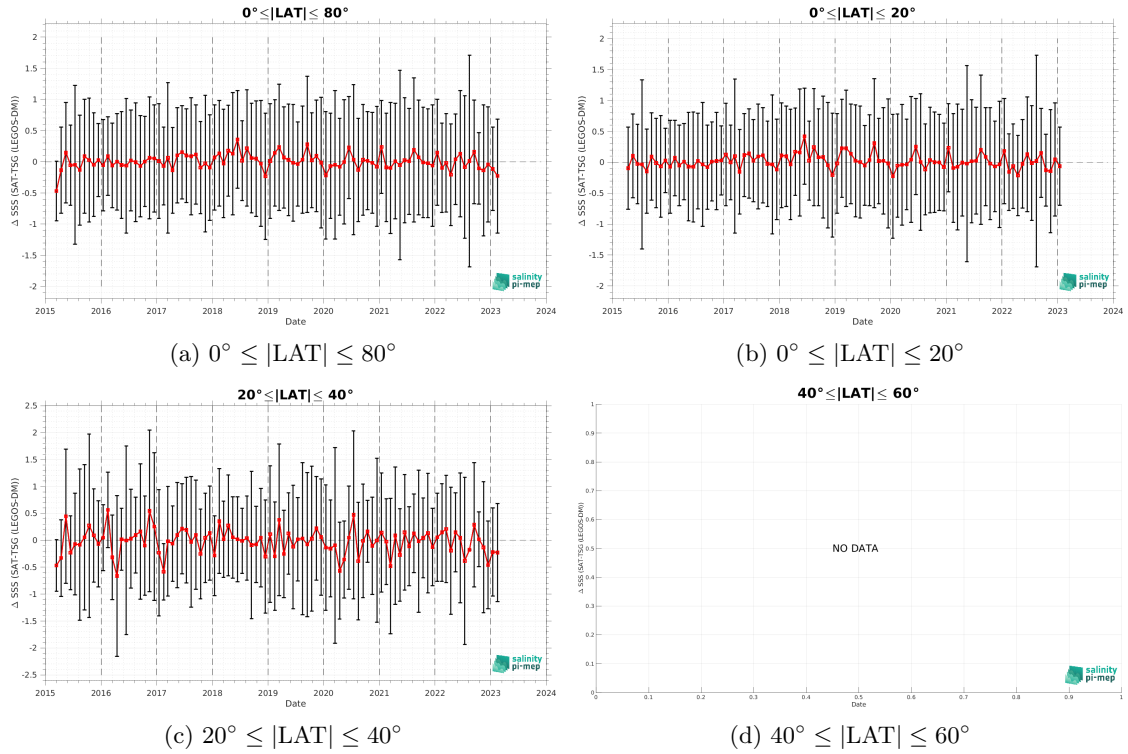 0°≤|LAT|≤ 80°
Δ SSS (SAT-TSG (LEGOS-DM))
2
1.5
1
0.5
0
-0.5
-1
-1.5
-2
salinity
pi-mep
2015 2016 2017 2018 2019 2020 2021 2022 2023 2024
Date
(a) 0° ≤ |LAT| ≤ 80°
0°≤|LAT|≤ 20°
Δ SSS (SAT-TSG (LEGOS-DM))
2
1.5
1
0.5
0
-0.5
-1
-1.5
-2
salinity
pi-mep
2015 2016 2017 2018 2019 2020 2021 2022 2023 2024
Date
(b) 0° ≤ |LAT| ≤ 20°
20°≤|LAT|≤ 40°
Δ SSS (SAT-TSG (LEGOS-DM))
2.5
2
1.5
1
0.5
0
-0.5
-1
-1.5
-2
-2.5
salinity
pi-mep
2015 2016 2017 2018 2019 2020 2021 2022 2023 2024
Date
(c) 20° ≤ |LAT| ≤ 40°
40°≤|LAT|≤ 60°
Δ SSS (SAT-TSG (LEGOS-DM))
1
0.9
0.8
0.7
0.6
0.5
0.4
0.3
0.2
0.1
0
NO DATA
salinity
pi-mep
0 0.1 0.2 0.3 0.4 0.5 0.6 0.7 0.8 0.9 1
Date
(d) 40° ≤ |LAT| ≤ 60°